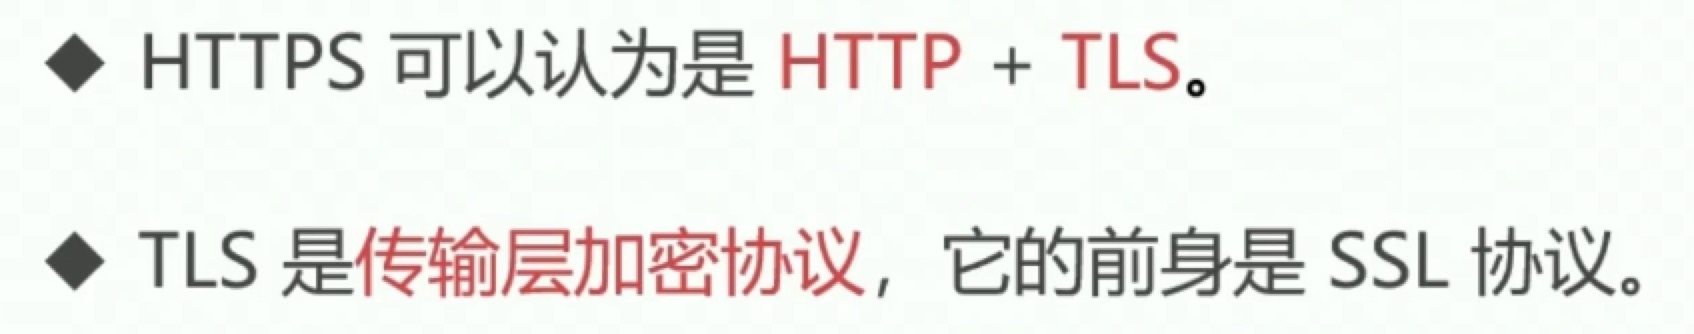 ◆ HTTPS 可以认为是 HTTP + TLS。
◆ TLS 是传输层加密协议，它的前身是 SSL 协议。